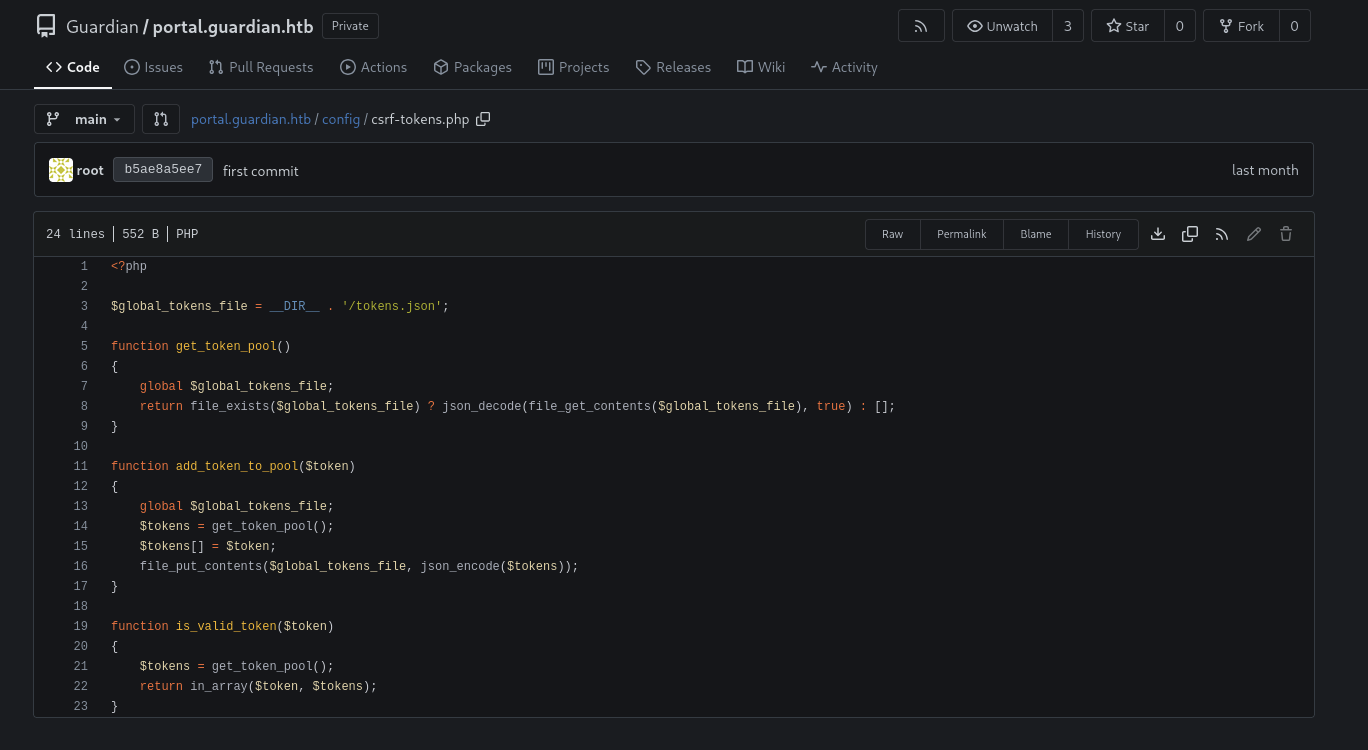 Guardian / portal.guardian.htb Private Unwatch 3 Star 0 Fork 0
Code Issues Pull Requests Actions Packages Projects Releases Wiki Activity
main portal.guardian.htb / config / csrf-tokens.php
root b5ae8a5ee7 first commit last month
24 lines 552 B PHP Raw Permalink Blame History
1 <?php
2
3 $global_tokens_file = __DIR__ . '/tokens.json';
4
5 function get_token_pool()
6 {
7     global $global_tokens_file;
8     return file_exists($global_tokens_file) ? json_decode(file_get_contents($global_tokens_file), true) : [];
9 }
10
11 function add_token_to_pool($token)
12 {
13     global $global_tokens_file;
14     $tokens = get_token_pool();
15     $tokens[] = $token;
16     file_put_contents($global_tokens_file, json_encode($tokens));
17 }
18
19 function is_valid_token($token)
20 {
21     $tokens = get_token_pool();
22     return in_array($token, $tokens);
23 }